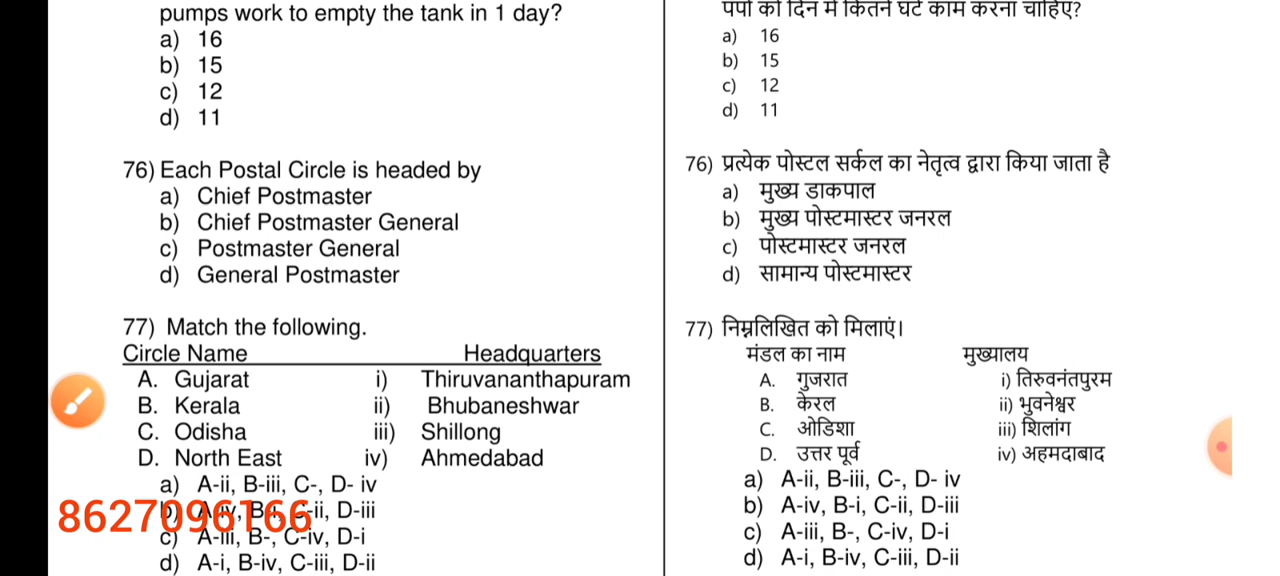 pumps work to empty the tank in 1 day?
a) 16
b) 15
c) 12
d) 11
76) Each Postal Circle is headed by
a) Chief Postmaster
b) Chief Postmaster General
c) Postmaster General
d) General Postmaster
77) Match the following.
Circle Name Headquarters
A. Gujarat i) Thiruvananthapuram
B. Kerala ii) Bhubaneshwar
C. Odisha iii) Shillong
D. North East iv) Ahmedabad
a) A-ii, B-iii, C-, D- iv
C-ii, D-iii
8627096166
c) A-iii, B-, C-iv, D-i
d) A-i, B-iv, C-iii, D-ii
पंपों को दिन में कितने घंटे काम करना चाहिए?
a) 16
b) 15
c) 12
d) 11
76) प्रत्येक पोस्टल सर्कल का नेतृत्व द्वारा किया जाता है
a) मुख्य डाकपाल
b) मुख्य पोस्टमास्टर जनरल
c) पोस्टमास्टर जनरल
d) सामान्य पोस्टमास्टर
77) निम्नलिखित को मिलाएं।
मंडल का नाम मुख्यालय
A. गुजरात i) तिरुवनंतपुरम
B. केरल ii) भुवनेश्वर
C. ओडिशा iii) शिलांग
D. उत्तर पूर्व iv) अहमदाबाद
a) A-ii, B-iii, C-, D- iv
b) A-iv, B-i, C-ii, D-iii
c) A-iii, B-, C-iv, D-i
d) A-i, B-iv, C-iii, D-ii